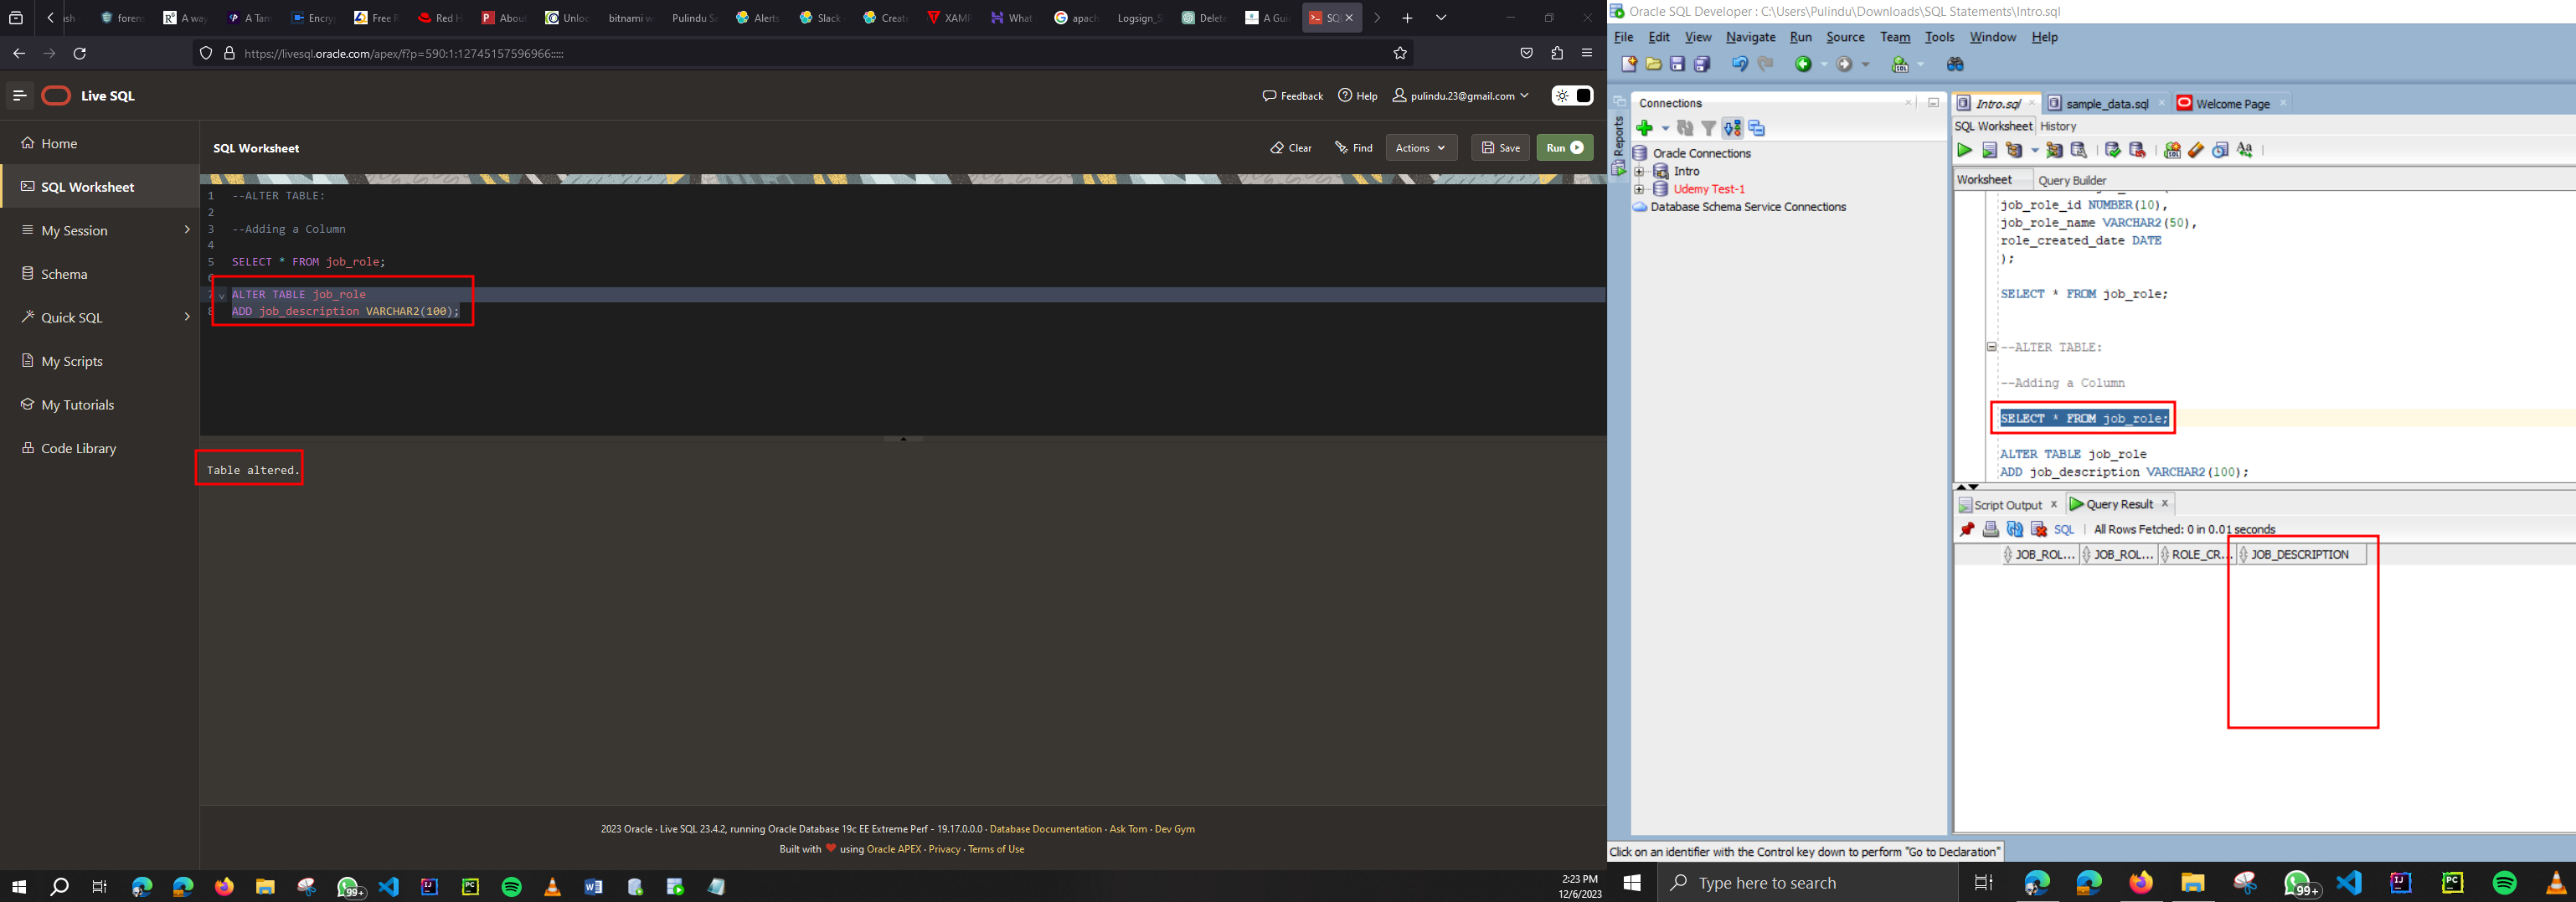 forens
A way
A Tam
Encry
Free R
Red H
About
Unloc
bitnami w
Pulindu Sa
Alerts
Slack
Create
XAMP
What
apach
Logsign_S
Delete
A Gui
SQL
https://livesql.oracle.com/apex/f?p=590:1:12745157596966:::::
Live SQL
Feedback
Help
pulindu.23@gmail.com
Home
SQL Worksheet
My Session
Schema
Quick SQL
My Scripts
My Tutorials
Code Library
SQL Worksheet
Clear
Find
Actions
Save
Run
1 --ALTER TABLE:
2
3 --Adding a Column
4
5 SELECT * FROM job_role;
6
7 ALTER TABLE job_role
8 ADD job_description VARCHAR2(100);
Table altered.
2023 Oracle · Live SQL 23.4.2, running Oracle Database 19c EE Extreme Perf - 19.17.0.0.0 · Database Documentation · Ask Tom · Dev Gym
Built with ❤ using Oracle APEX · Privacy · Terms of Use
99+
2:23 PM
12/6/2023
Oracle SQL Developer : C:\Users\Pulindu\Downloads\SQL Statements\Intro.sql
File Edit View Navigate Run Source Team Tools Window Help
Reports
Connections
Oracle Connections
Intro
Udemy Test-1
Database Schema Service Connections
Intro.sql
sample_data.sql
Welcome Page
SQL Worksheet History
Worksheet Query Builder
job_role_id NUMBER(10),
job_role_name VARCHAR2(50),
role_created_date DATE
);
SELECT * FROM job_role;
--ALTER TABLE:
--Adding a Column
SELECT * FROM job_role;
ALTER TABLE job_role
ADD job_description VARCHAR2(100);
Script Output
Query Result
SQL | All Rows Fetched: 0 in 0.01 seconds
JOB_ROL... JOB_ROL... ROLE_CR... JOB_DESCRIPTION
Click on an identifier with the Control key down to perform "Go to Declaration"
Type here to search
99+